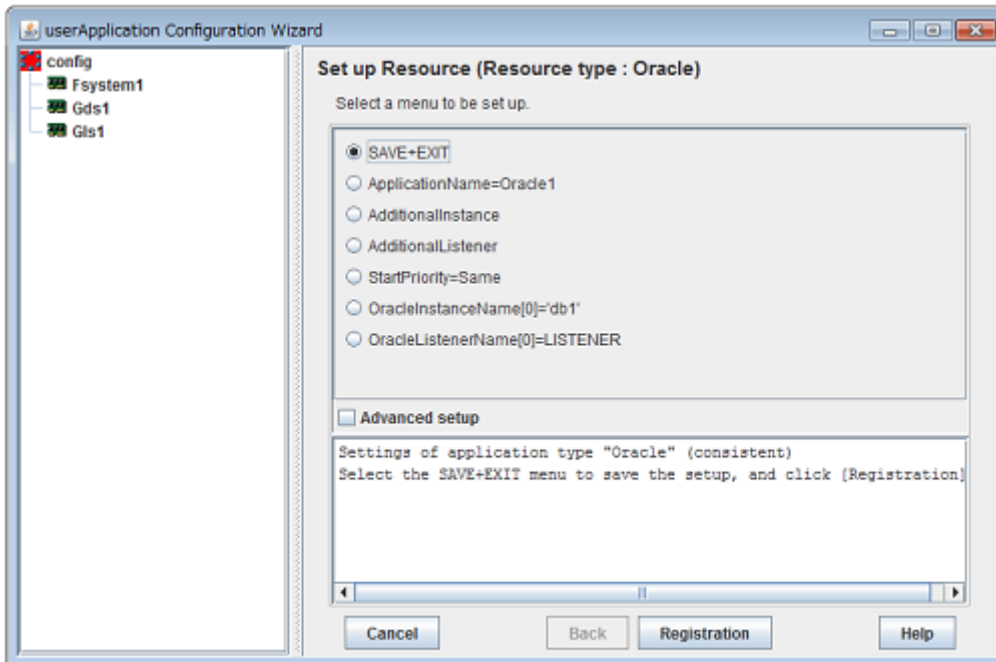 userApplication Configuration Wizard
config
Fsystem1
Gds1
Gls1
Set up Resource (Resource type : Oracle)
Select a menu to be set up.
SAVE+EXIT
ApplicationName=Oracle1
AdditionalInstance
AdditionalListener
StartPriority=Same
OracleInstanceName[0]='db1'
OracleListenerName[0]=LISTENER
Advanced setup
Settings of application type "Oracle" (consistent)
Select the SAVE+EXIT menu to save the setup, and click [Registration]
Cancel Back Registration Help